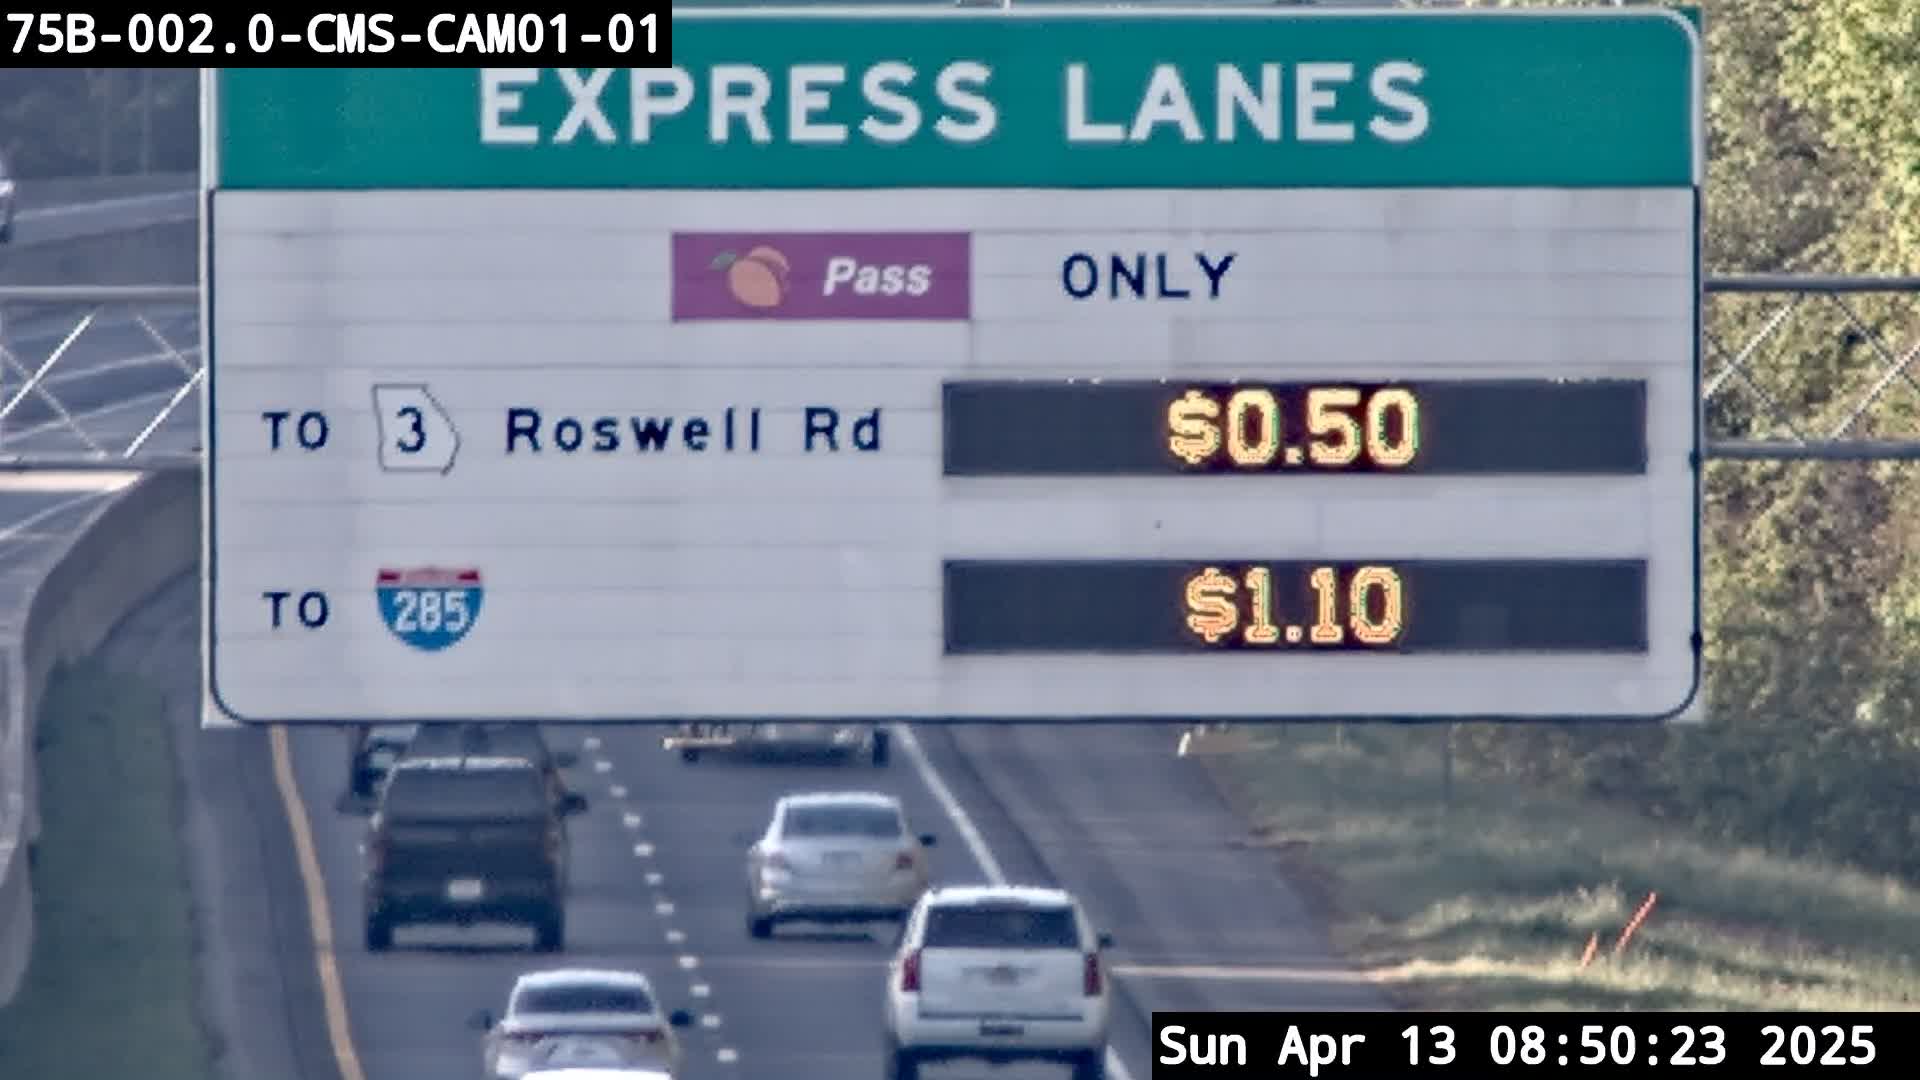 75B-002.0-CMS-CAM01-01
EXPRESS LANES
Pass ONLY
TO 3 Roswell Rd $0.50
TO 285 $1.10
Sun Apr 13 08:50:23 2025